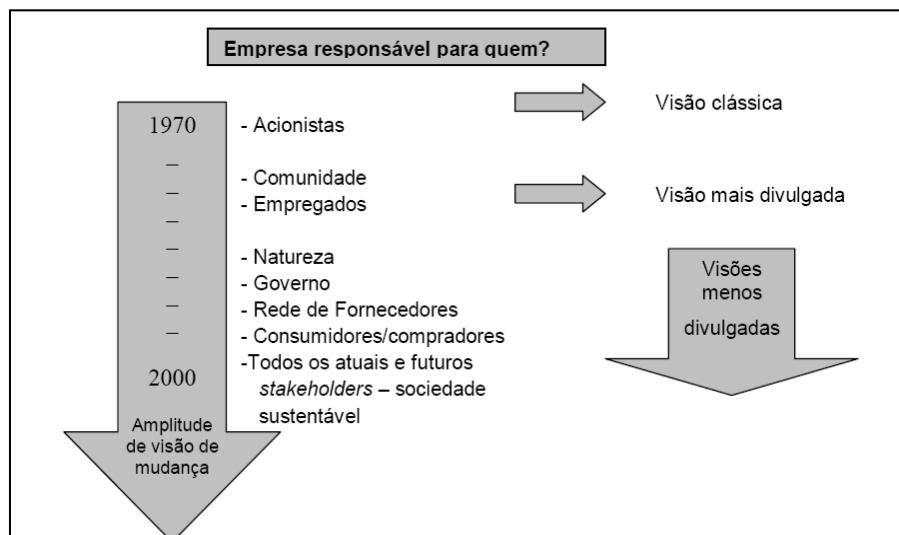 Empresa responsável para quem?
Visão clássica
1970
- Acionistas
- Comunidade
- Empregados
Visão mais divulgada
- Natureza
- Governo
- Rede de Fornecedores
- Consumidores/compradores
-Todos os atuais e futuros
stakeholders – sociedade
sustentável
Visões
menos
divulgadas
2000
Amplitude
de visão de
mudança